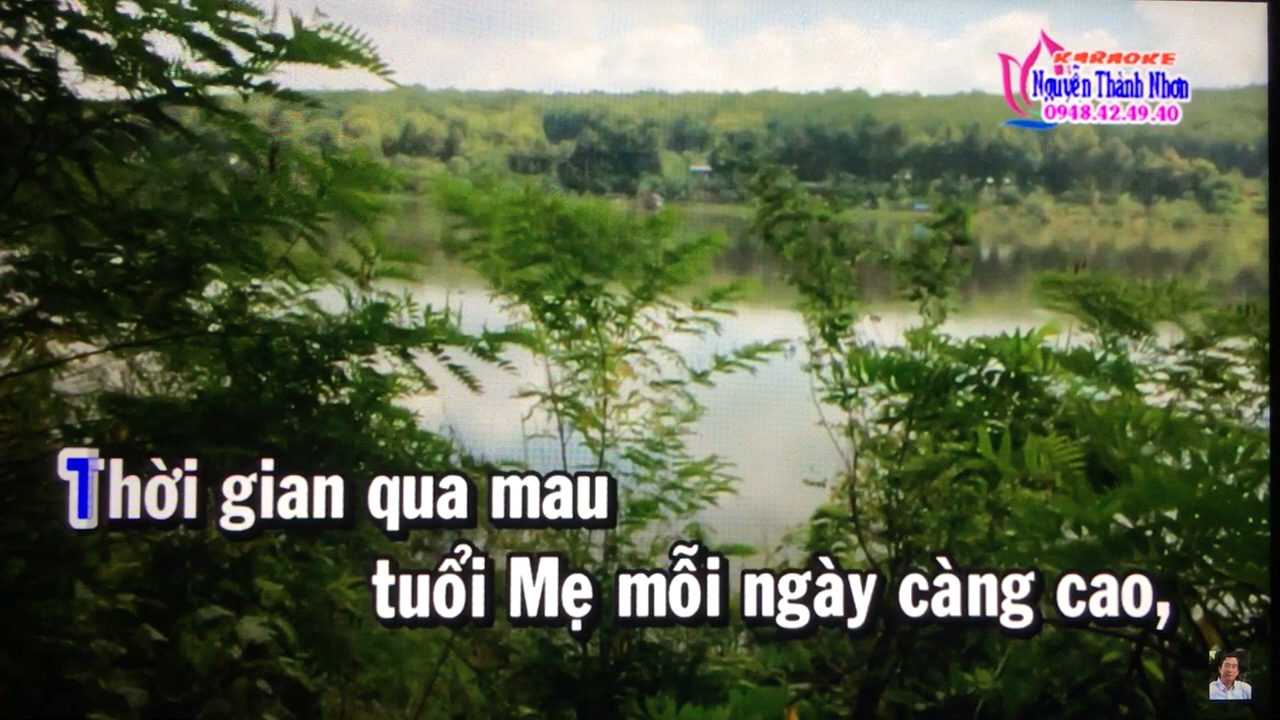 KARAOKE
Nguyễn Thành Nhơn
0948.42.49.40
Thời gian qua mau
tuổi Mẹ mỗi ngày càng cao,